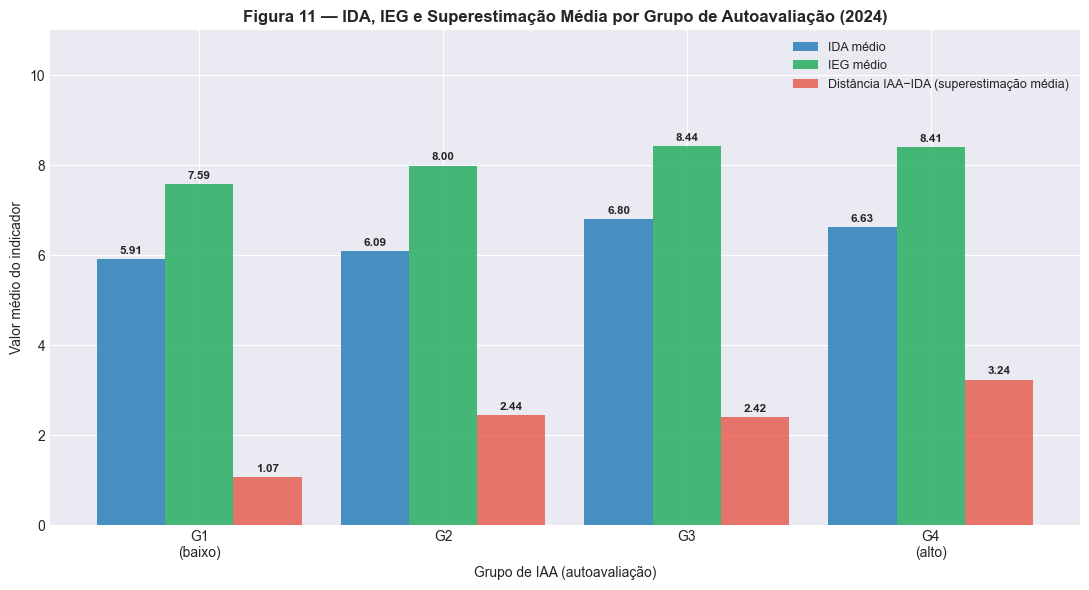 Figura 11 — IDA, IEG e Superestimação Média por Grupo de Autoavaliação (2024)
IDA médio
IEG médio
Distância IAA−IDA (superestimação média)
Valor médio do indicador
10
8
6
4
2
0
5.91
7.59
1.07
6.09
8.00
2.44
6.80
8.44
2.42
6.63
8.41
3.24
G1
(baixo)
G2
G3
G4
(alto)
Grupo de IAA (autoavaliação)